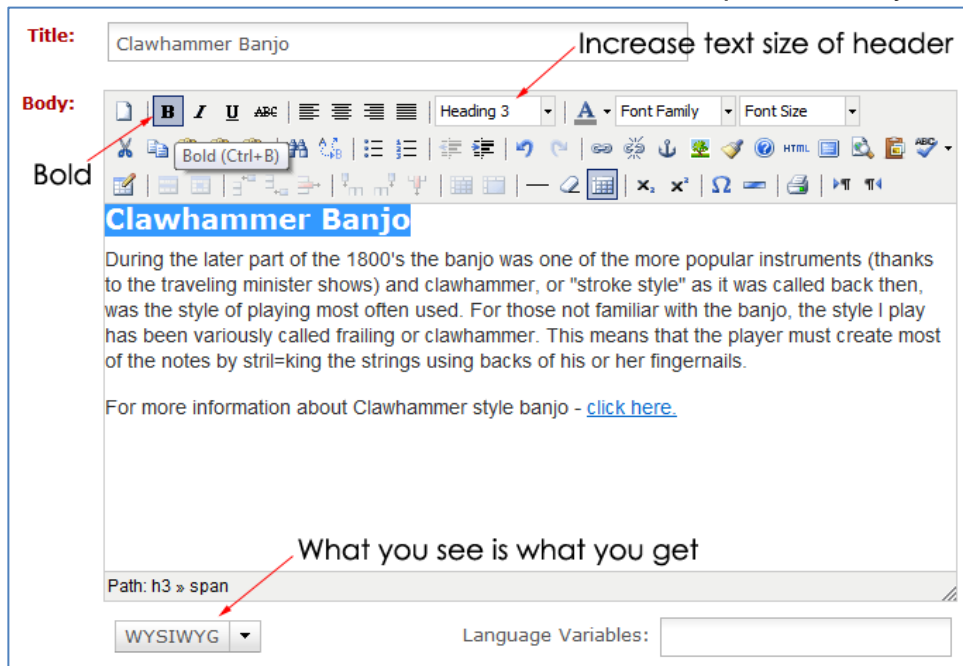 Title: Clawhammer Banjo
Increase text size of header
Body:
B I U ABC Heading 3 A Font Family Font Size
Bold (Ctrl+B) HTML ABC
Bold
Clawhammer Banjo
During the later part of the 1800's the banjo was one of the more popular instruments (thanks
to the traveling minister shows) and clawhammer, or "stroke style" as it was called back then,
was the style of playing most often used. For those not familiar with the banjo, the style I play
has been variously called frailing or clawhammer. This means that the player must create most
of the notes by stril=king the strings using backs of his or her fingernails.
For more information about Clawhammer style banjo - click here.
What you see is what you get
Path: h3 » span
WYSIWYG Language Variables: